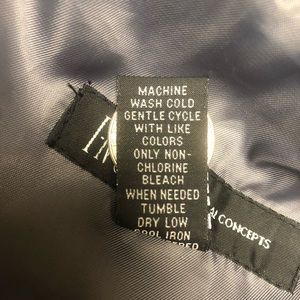 MACHINE
WASH COLD
GENTLE CYCLE
WITH LIKE
COLORS
ONLY NON-
CHLORINE
BLEACH
WHEN NEEDED
TUMBLE
DRY LOW
COOL IRON
I·N
CONCEPTS